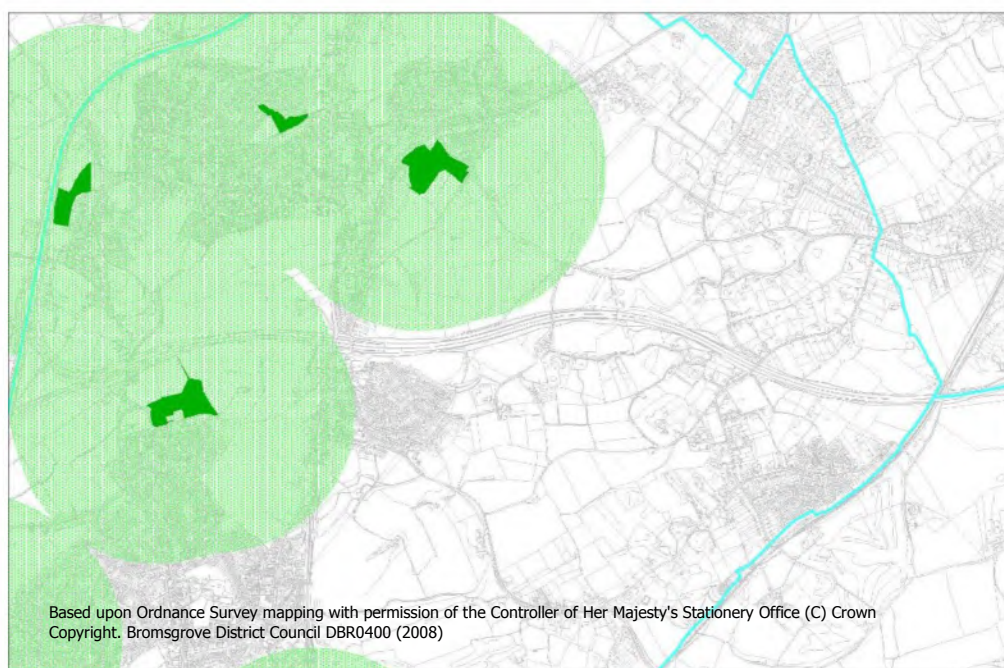 Based upon Ordnance Survey mapping with permission of the Controller of Her Majesty's Stationery Office (C) Crown
Copyright. Bromsgrove District Council DBR0400 (2008)